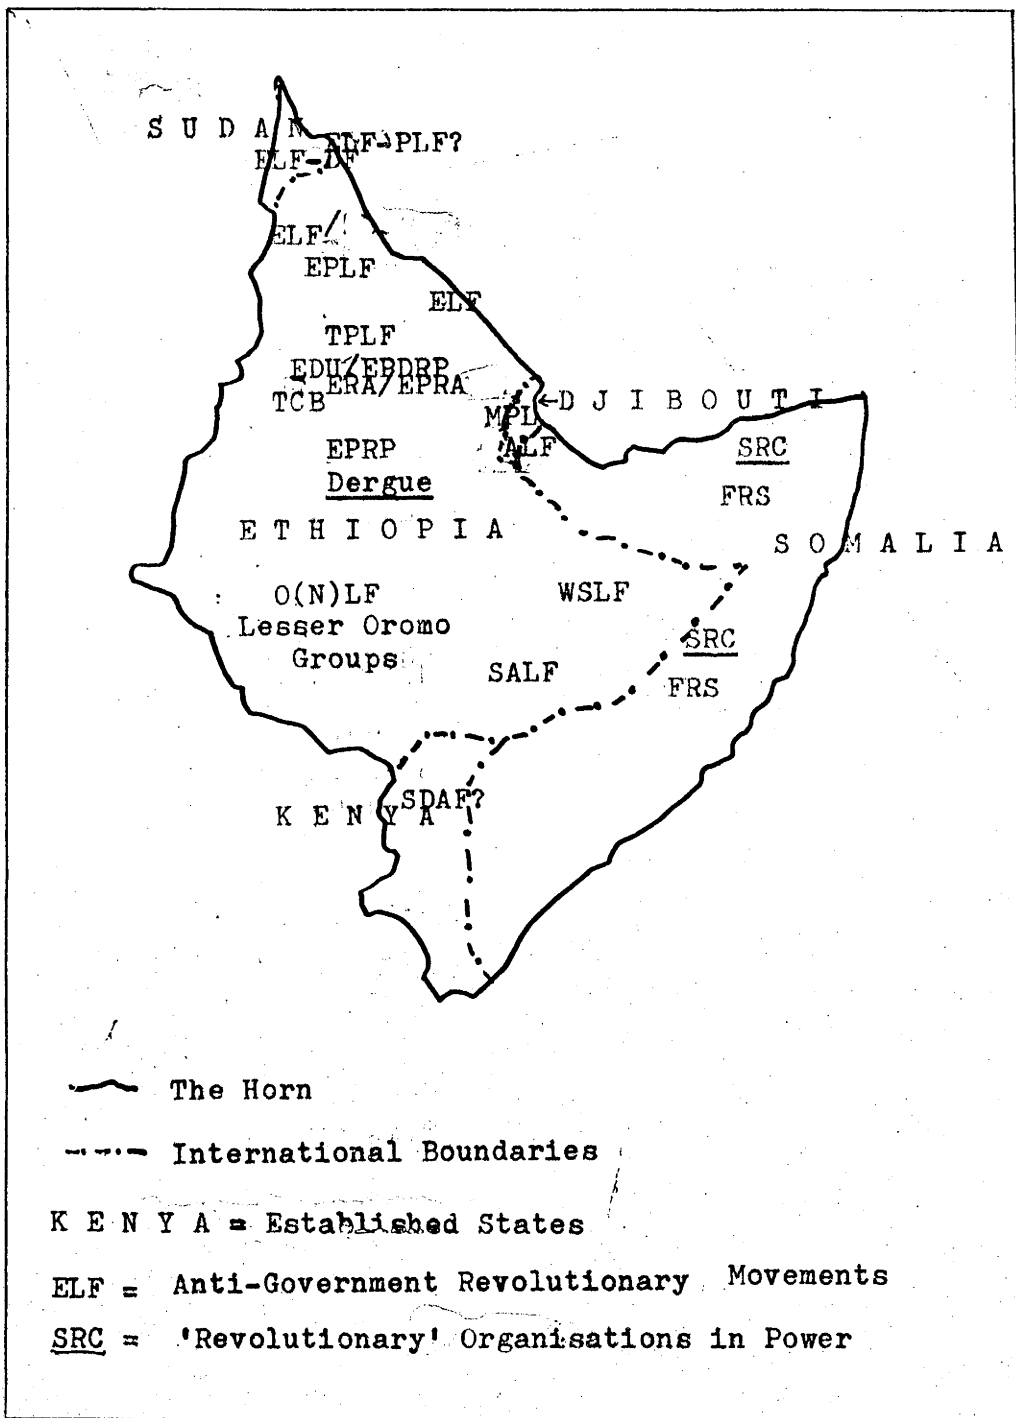 S U D A N
ELF-PLF?
ELF-DF
ELF/
EPLF
ELF
TPLF
EDU/EPDRP
ERA/EPRA
TCB
←D J I B O U T I
MPL
ALF
SRC
EPRP
Dergue
FRS
E T H I O P I A
S O M A L I A
O(N)LF
WSLF
Lesser Oromo
Groups
SRC
SALF
FRS
SDAF?
K E N Y A
The Horn
International Boundaries
K E N Y A = Established States
ELF = Anti-Government Revolutionary Movements
SRC = 'Revolutionary' Organisations in Power